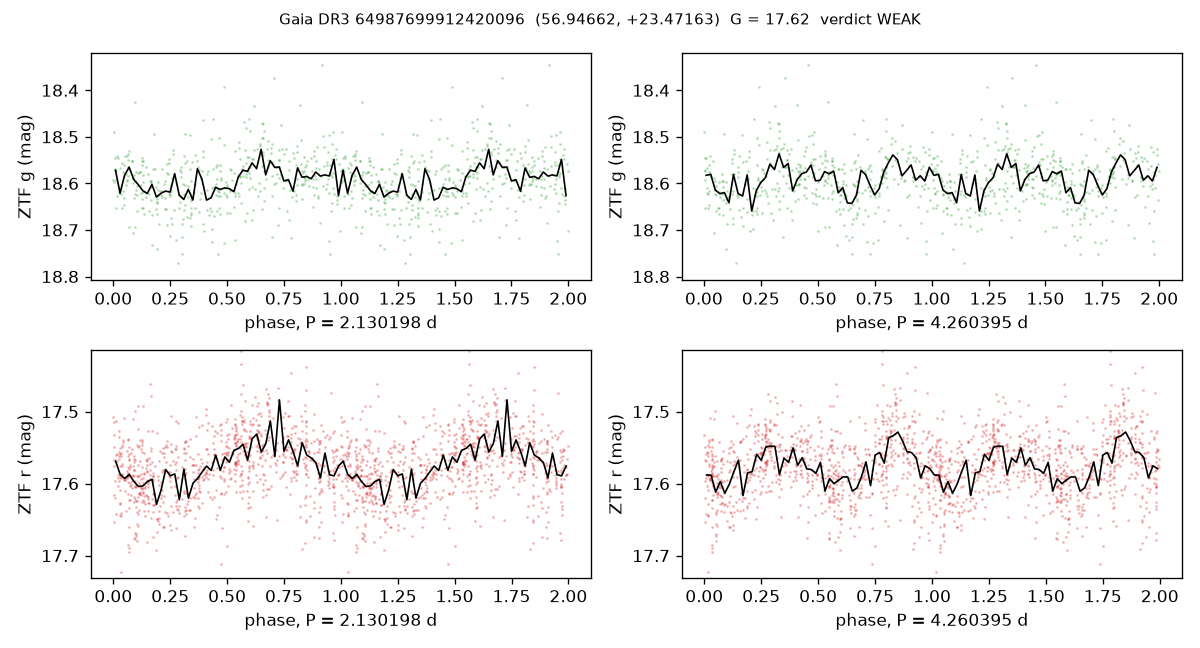 Gaia DR3 64987699912420096  (56.94662, +23.47163)  G = 17.62  verdict WEAK
ZTF g (mag)
18.4
18.5
18.6
18.7
18.8
0.00 0.25 0.50 0.75 1.00 1.25 1.50 1.75 2.00
phase, P = 2.130198 d
ZTF g (mag)
18.4
18.5
18.6
18.7
18.8
0.00 0.25 0.50 0.75 1.00 1.25 1.50 1.75 2.00
phase, P = 4.260395 d
ZTF r (mag)
17.5
17.6
17.7
0.00 0.25 0.50 0.75 1.00 1.25 1.50 1.75 2.00
phase, P = 2.130198 d
ZTF r (mag)
17.5
17.6
17.7
0.00 0.25 0.50 0.75 1.00 1.25 1.50 1.75 2.00
phase, P = 4.260395 d